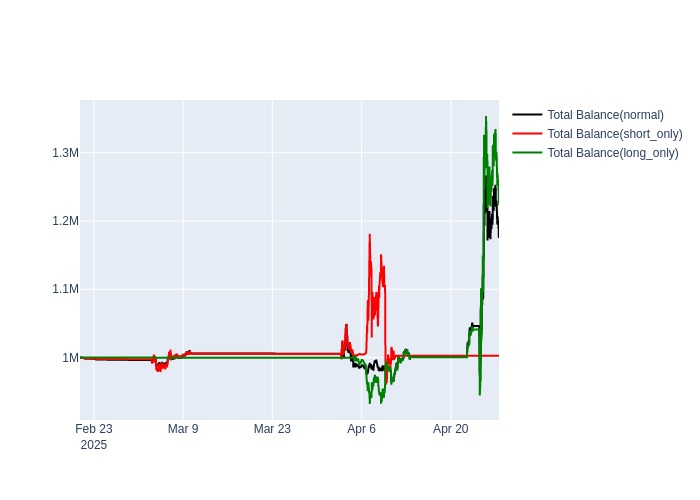 Total Balance(normal)
Total Balance(short_only)
Total Balance(long_only)
1.3M
1.2M
1.1M
1M
Feb 23
2025
Mar 9
Mar 23
Apr 6
Apr 20